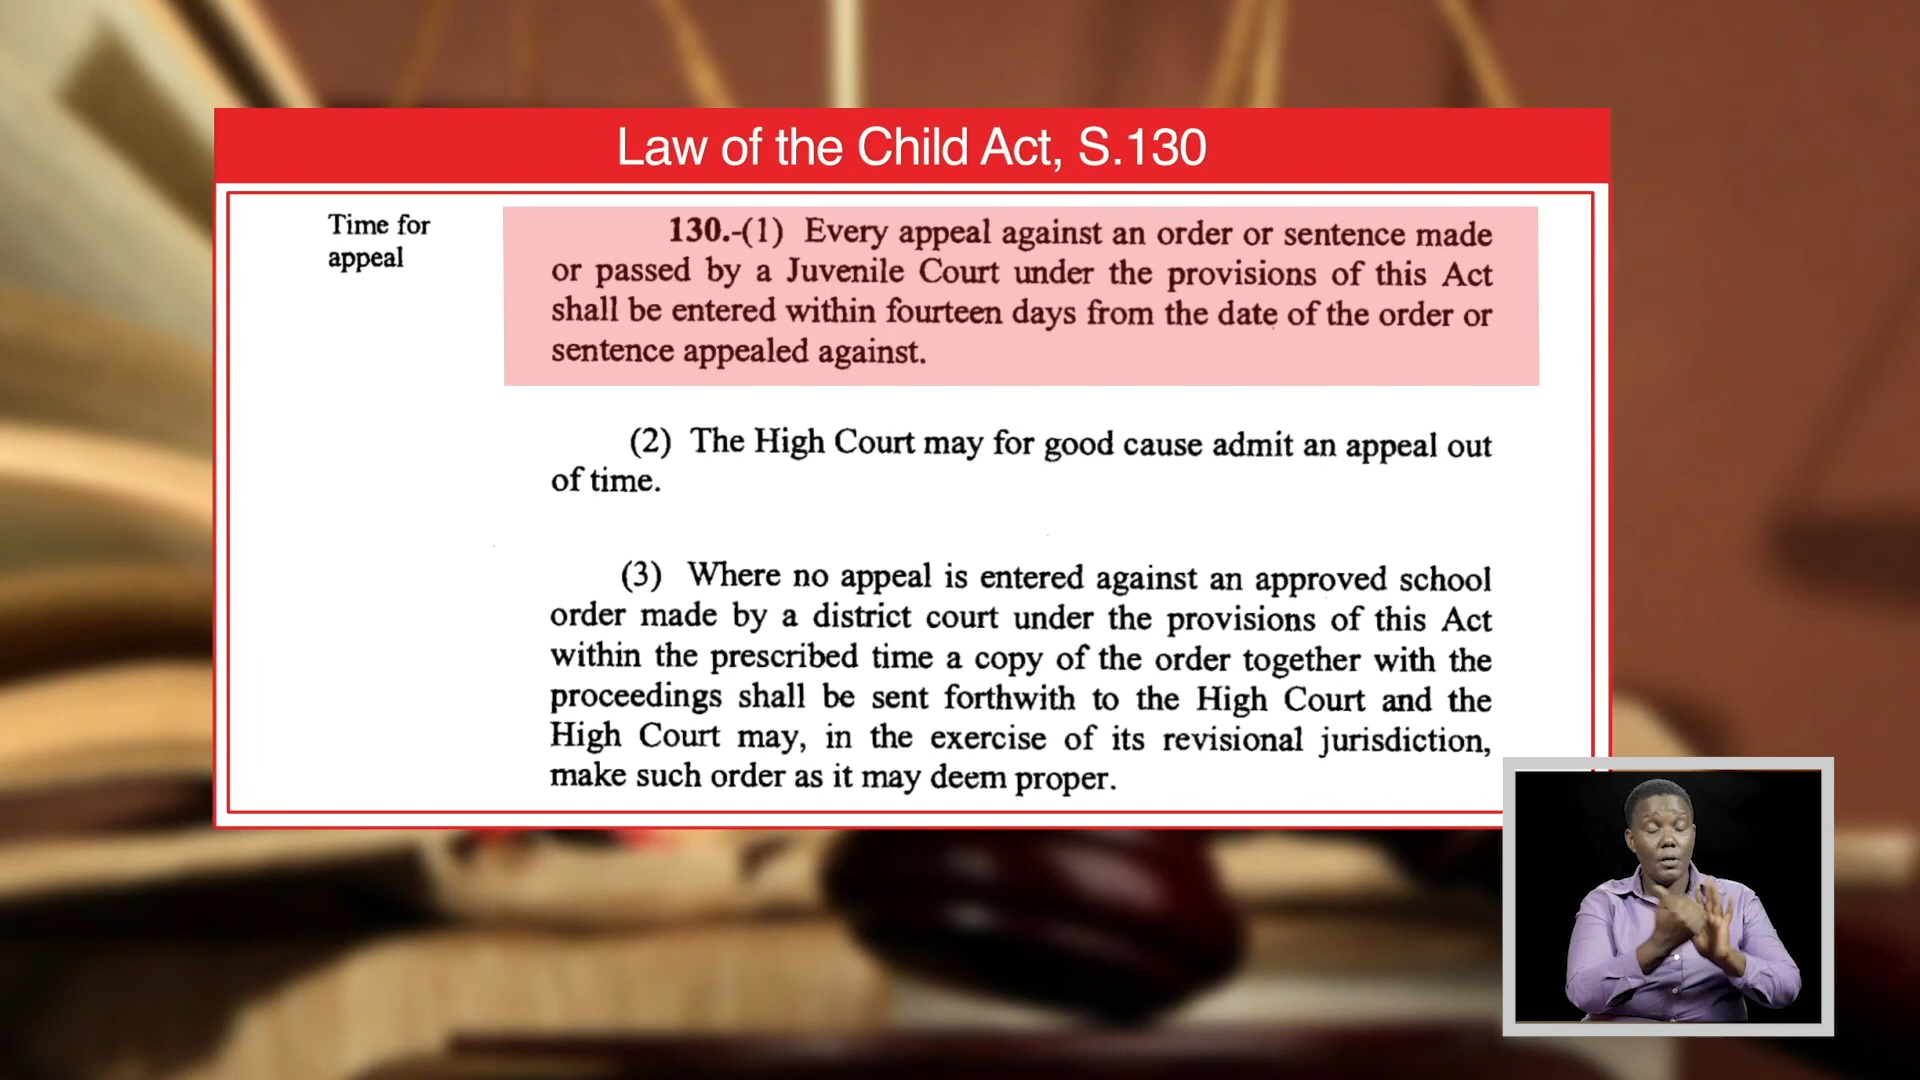 Law of the Child Act, S.130
Time for
appeal
130.-(1) Every appeal against an order or sentence made
or passed by a Juvenile Court under the provisions of this Act
shall be entered within fourteen days from the date of the order or
sentence appealed against.
(2) The High Court may for good cause admit an appeal out
of time.
(3) Where no appeal is entered against an approved school
order made by a district court under the provisions of this Act
within the prescribed time a copy of the order together with the
proceedings shall be sent forthwith to the High Court and the
High Court may, in the exercise of its revisional jurisdiction,
make such order as it may deem proper.